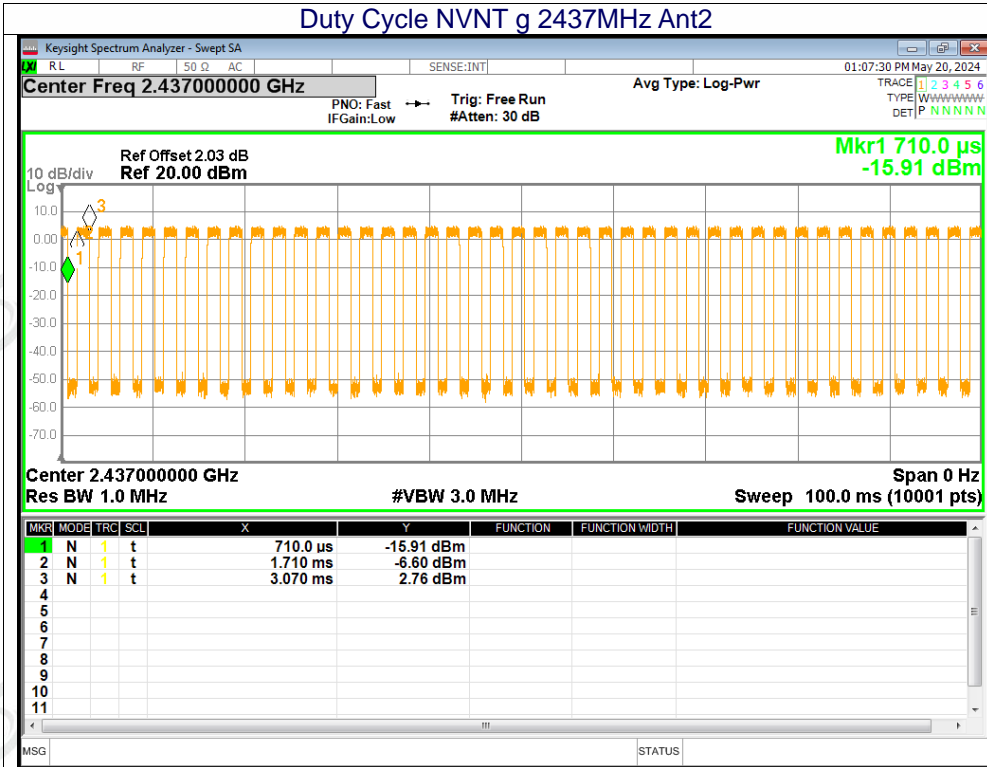 Duty Cycle NVNT g 2437MHz Ant2
Keysight Spectrum Analyzer - Swept SA
LXI RL RF 50 Ω AC SENSE:INT 01:07:30 PM May 20, 2024
Center Freq 2.437000000 GHz
PNO: Fast
IFGain:Low
Trig: Free Run
#Atten: 30 dB
Avg Type: Log-Pwr
TRACE 1 2 3 4 5 6
TYPE WWWWWWW
DET P N N N N N
Mkr1 710.0 µs
-15.91 dBm
Ref Offset 2.03 dB
10 dB/div Ref 20.00 dBm
Log
10.0
0.00
-10.0
-20.0
-30.0
-40.0
-50.0
-60.0
-70.0
1
2
3
Center 2.437000000 GHz Span 0 Hz
Res BW 1.0 MHz #VBW 3.0 MHz Sweep 100.0 ms (10001 pts)
MKR MODE TRC SCL X Y FUNCTION FUNCTION WIDTH FUNCTION VALUE
1 N 1 t 710.0 µs -15.91 dBm
2 N 1 t 1.710 ms -6.60 dBm
3 N 1 t 3.070 ms 2.76 dBm
4
5
6
7
8
9
10
11
MSG STATUS